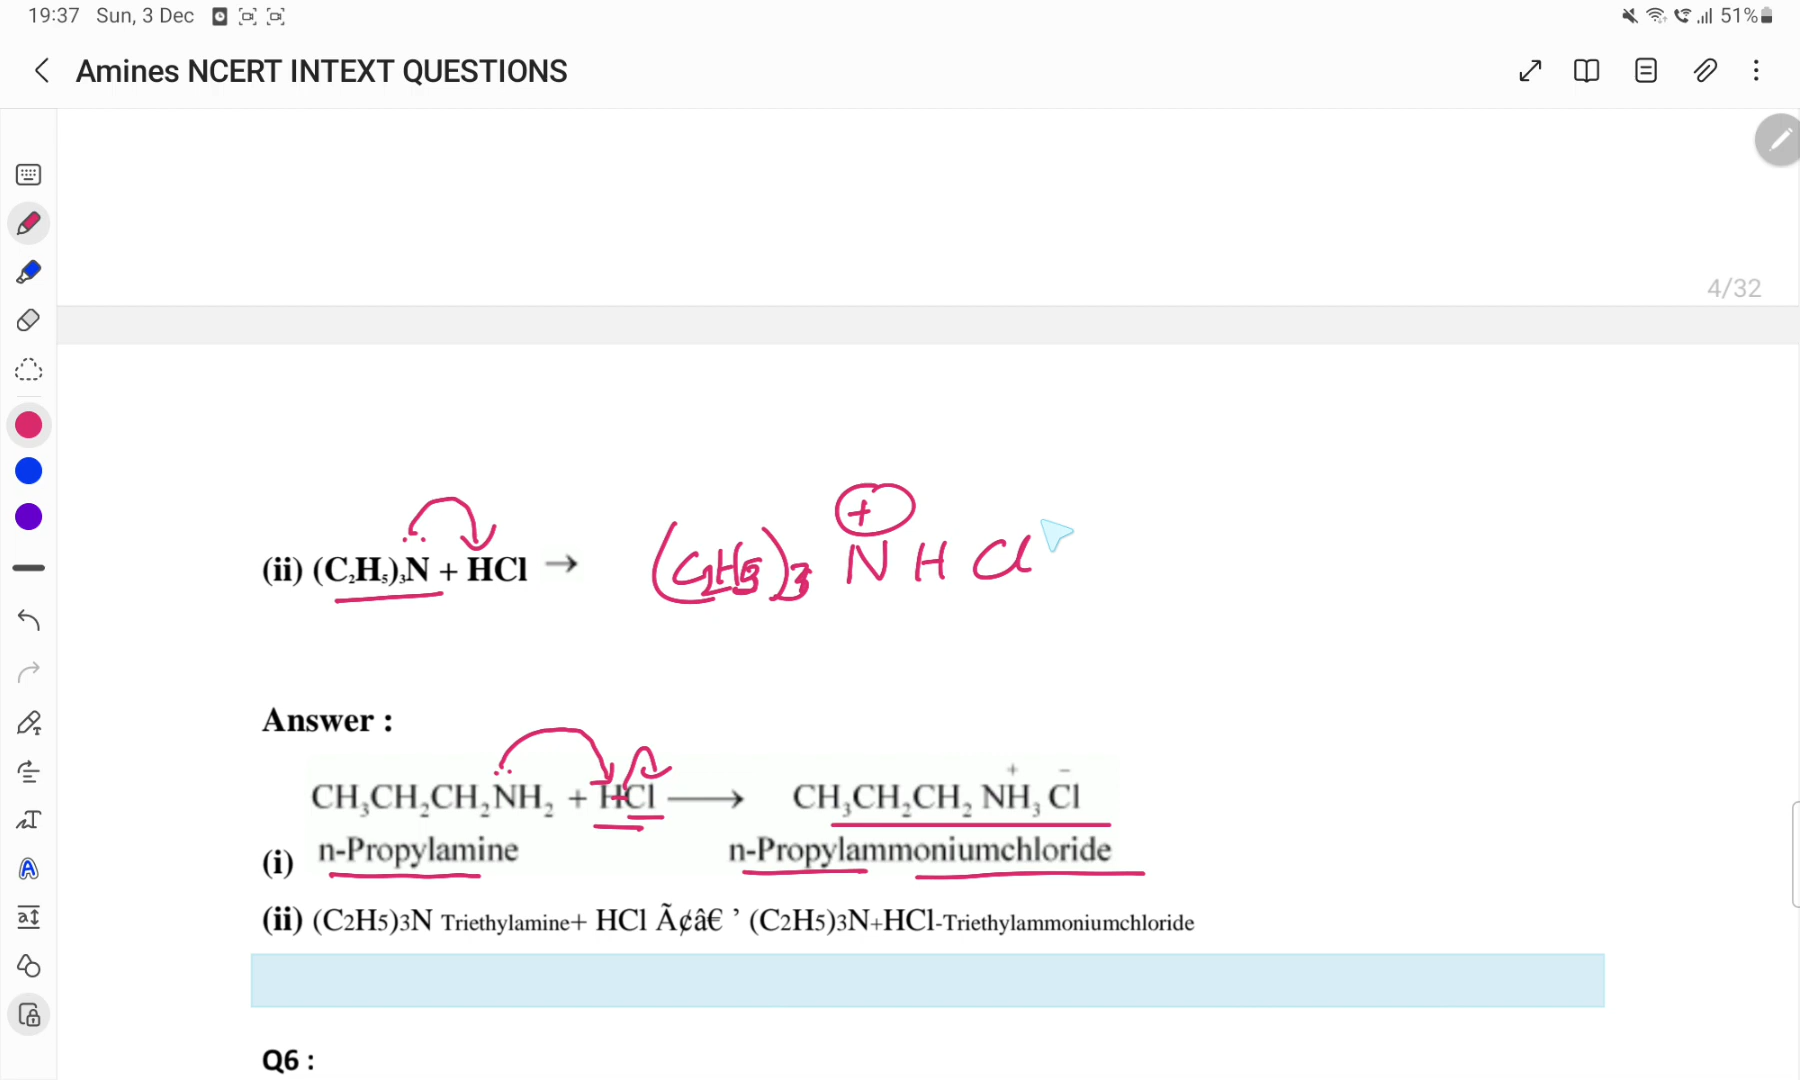 19:37 Sun, 3 Dec
51%
Amines NCERT INTEXT QUESTIONS
4/32
+
(ii) (C₂H₅)₃N + HCl → (C2H5)3 N H Cl
Answer :
CH₃CH₂CH₂NH₂ + HCl ⟶ CH₃CH₂CH₂ N⁺H₃ Cl⁻
(i) n-Propylamine n-Propylammoniumchloride
(ii) (C2H5)3N Triethylamine+ HCl Ã¢â€ ’ (C2H5)3N+HCl-Triethylammoniumchloride
Q6 :